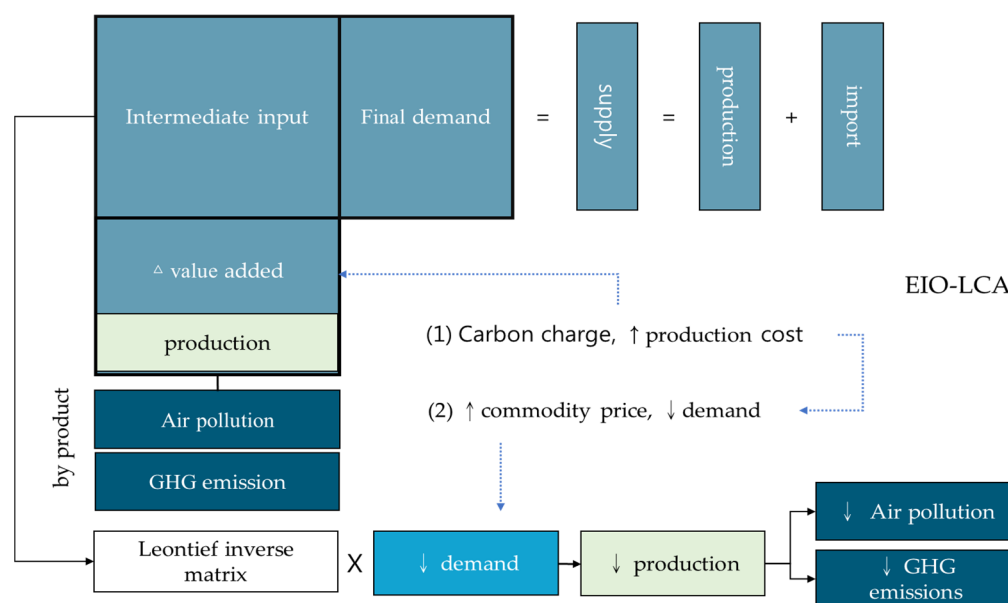 Intermediate input
Final demand
=
supply
=
production
+
import
△ value added
EIO-LCA
production
(1) Carbon charge, ↑ production cost
by product
Air pollution
(2) ↑ commodity price, ↓ demand
GHG emission
Leontief inverse
matrix
X
↓ demand
↓ production
↓ Air pollution
↓ GHG
emissions